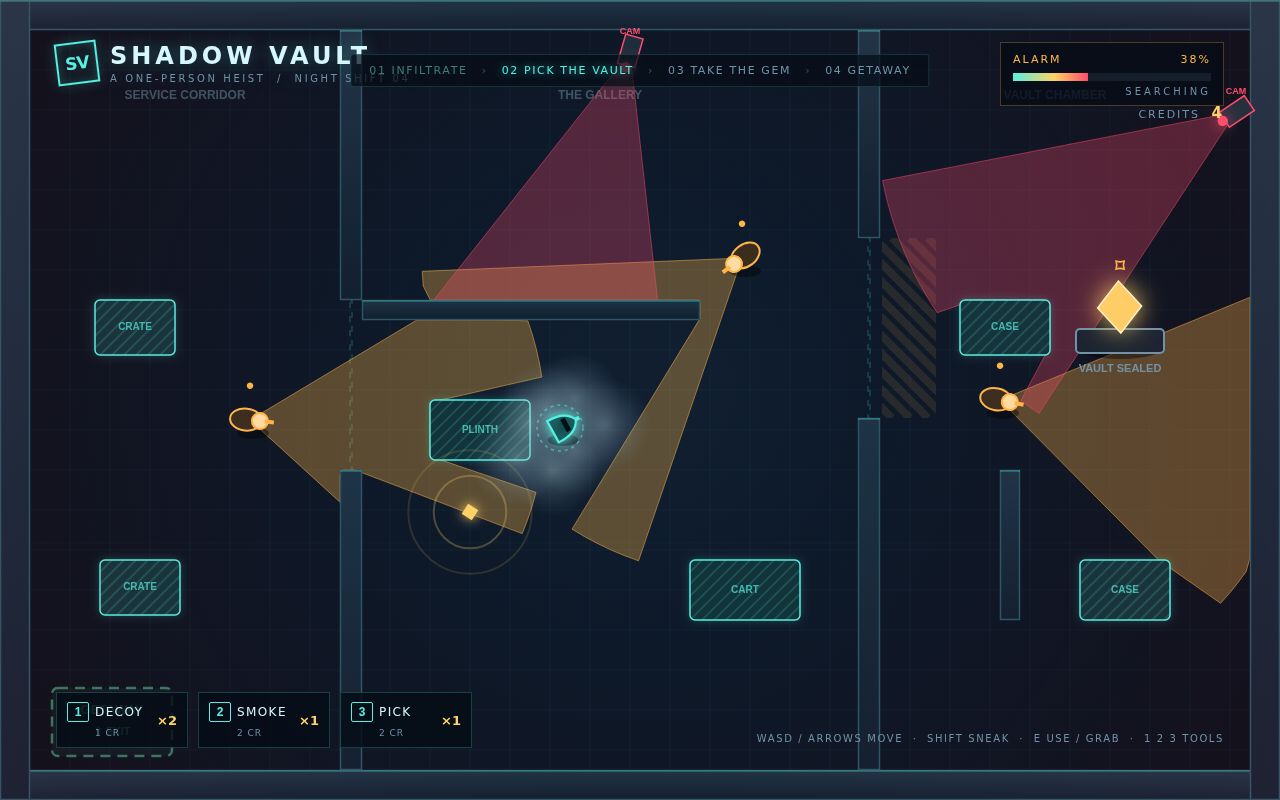 SV
SHADOW VAULT
A ONE-PERSON HEIST / NIGHT SHIFT 04
01 INFILTRATE › 02 PICK THE VAULT › 03 TAKE THE GEM › 04 GETAWAY
CAM
ALARM 38%
SEARCHING
CREDITS 4
CAM
SERVICE CORRIDOR
THE GALLERY
VAULT CHAMBER
CRATE
CASE
VAULT SEALED
PLINTH
CRATE
CART
CASE
1 DECOY ×2
1 CR
2 SMOKE ×1
2 CR
3 PICK ×1
2 CR
WASD / ARROWS MOVE · SHIFT SNEAK · E USE / GRAB · 1 2 3 TOOLS